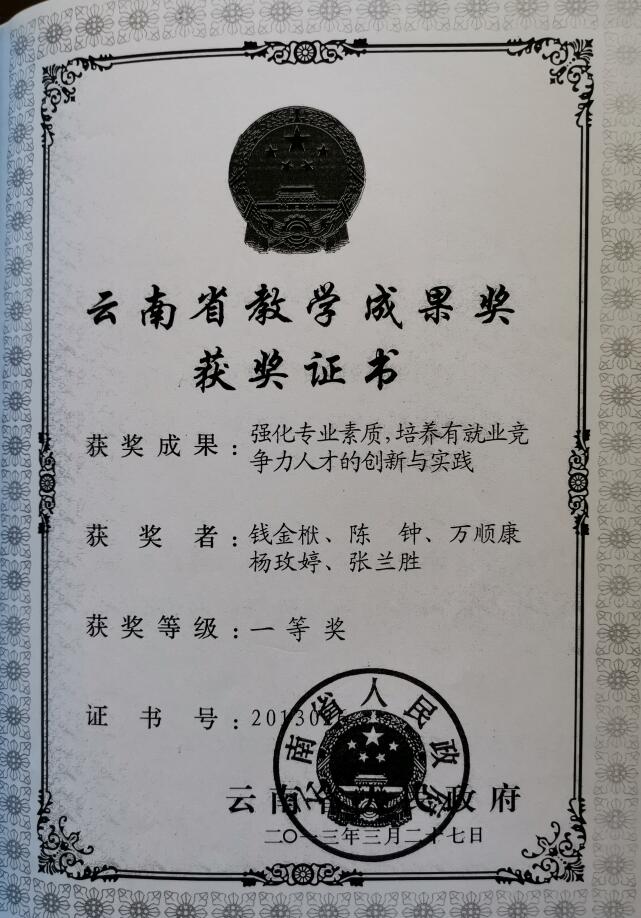 云南省教学成果奖
获奖证书
获奖成果：强化专业素质，培养有就业竞
争力人才的创新与实践
获奖者：钱金栿、陈 钟、万顺康
杨玫婷、张兰胜
获奖等级：一等奖
证书号：
云南省人民政府
云南省人民政府
二〇一三年三月二十七日